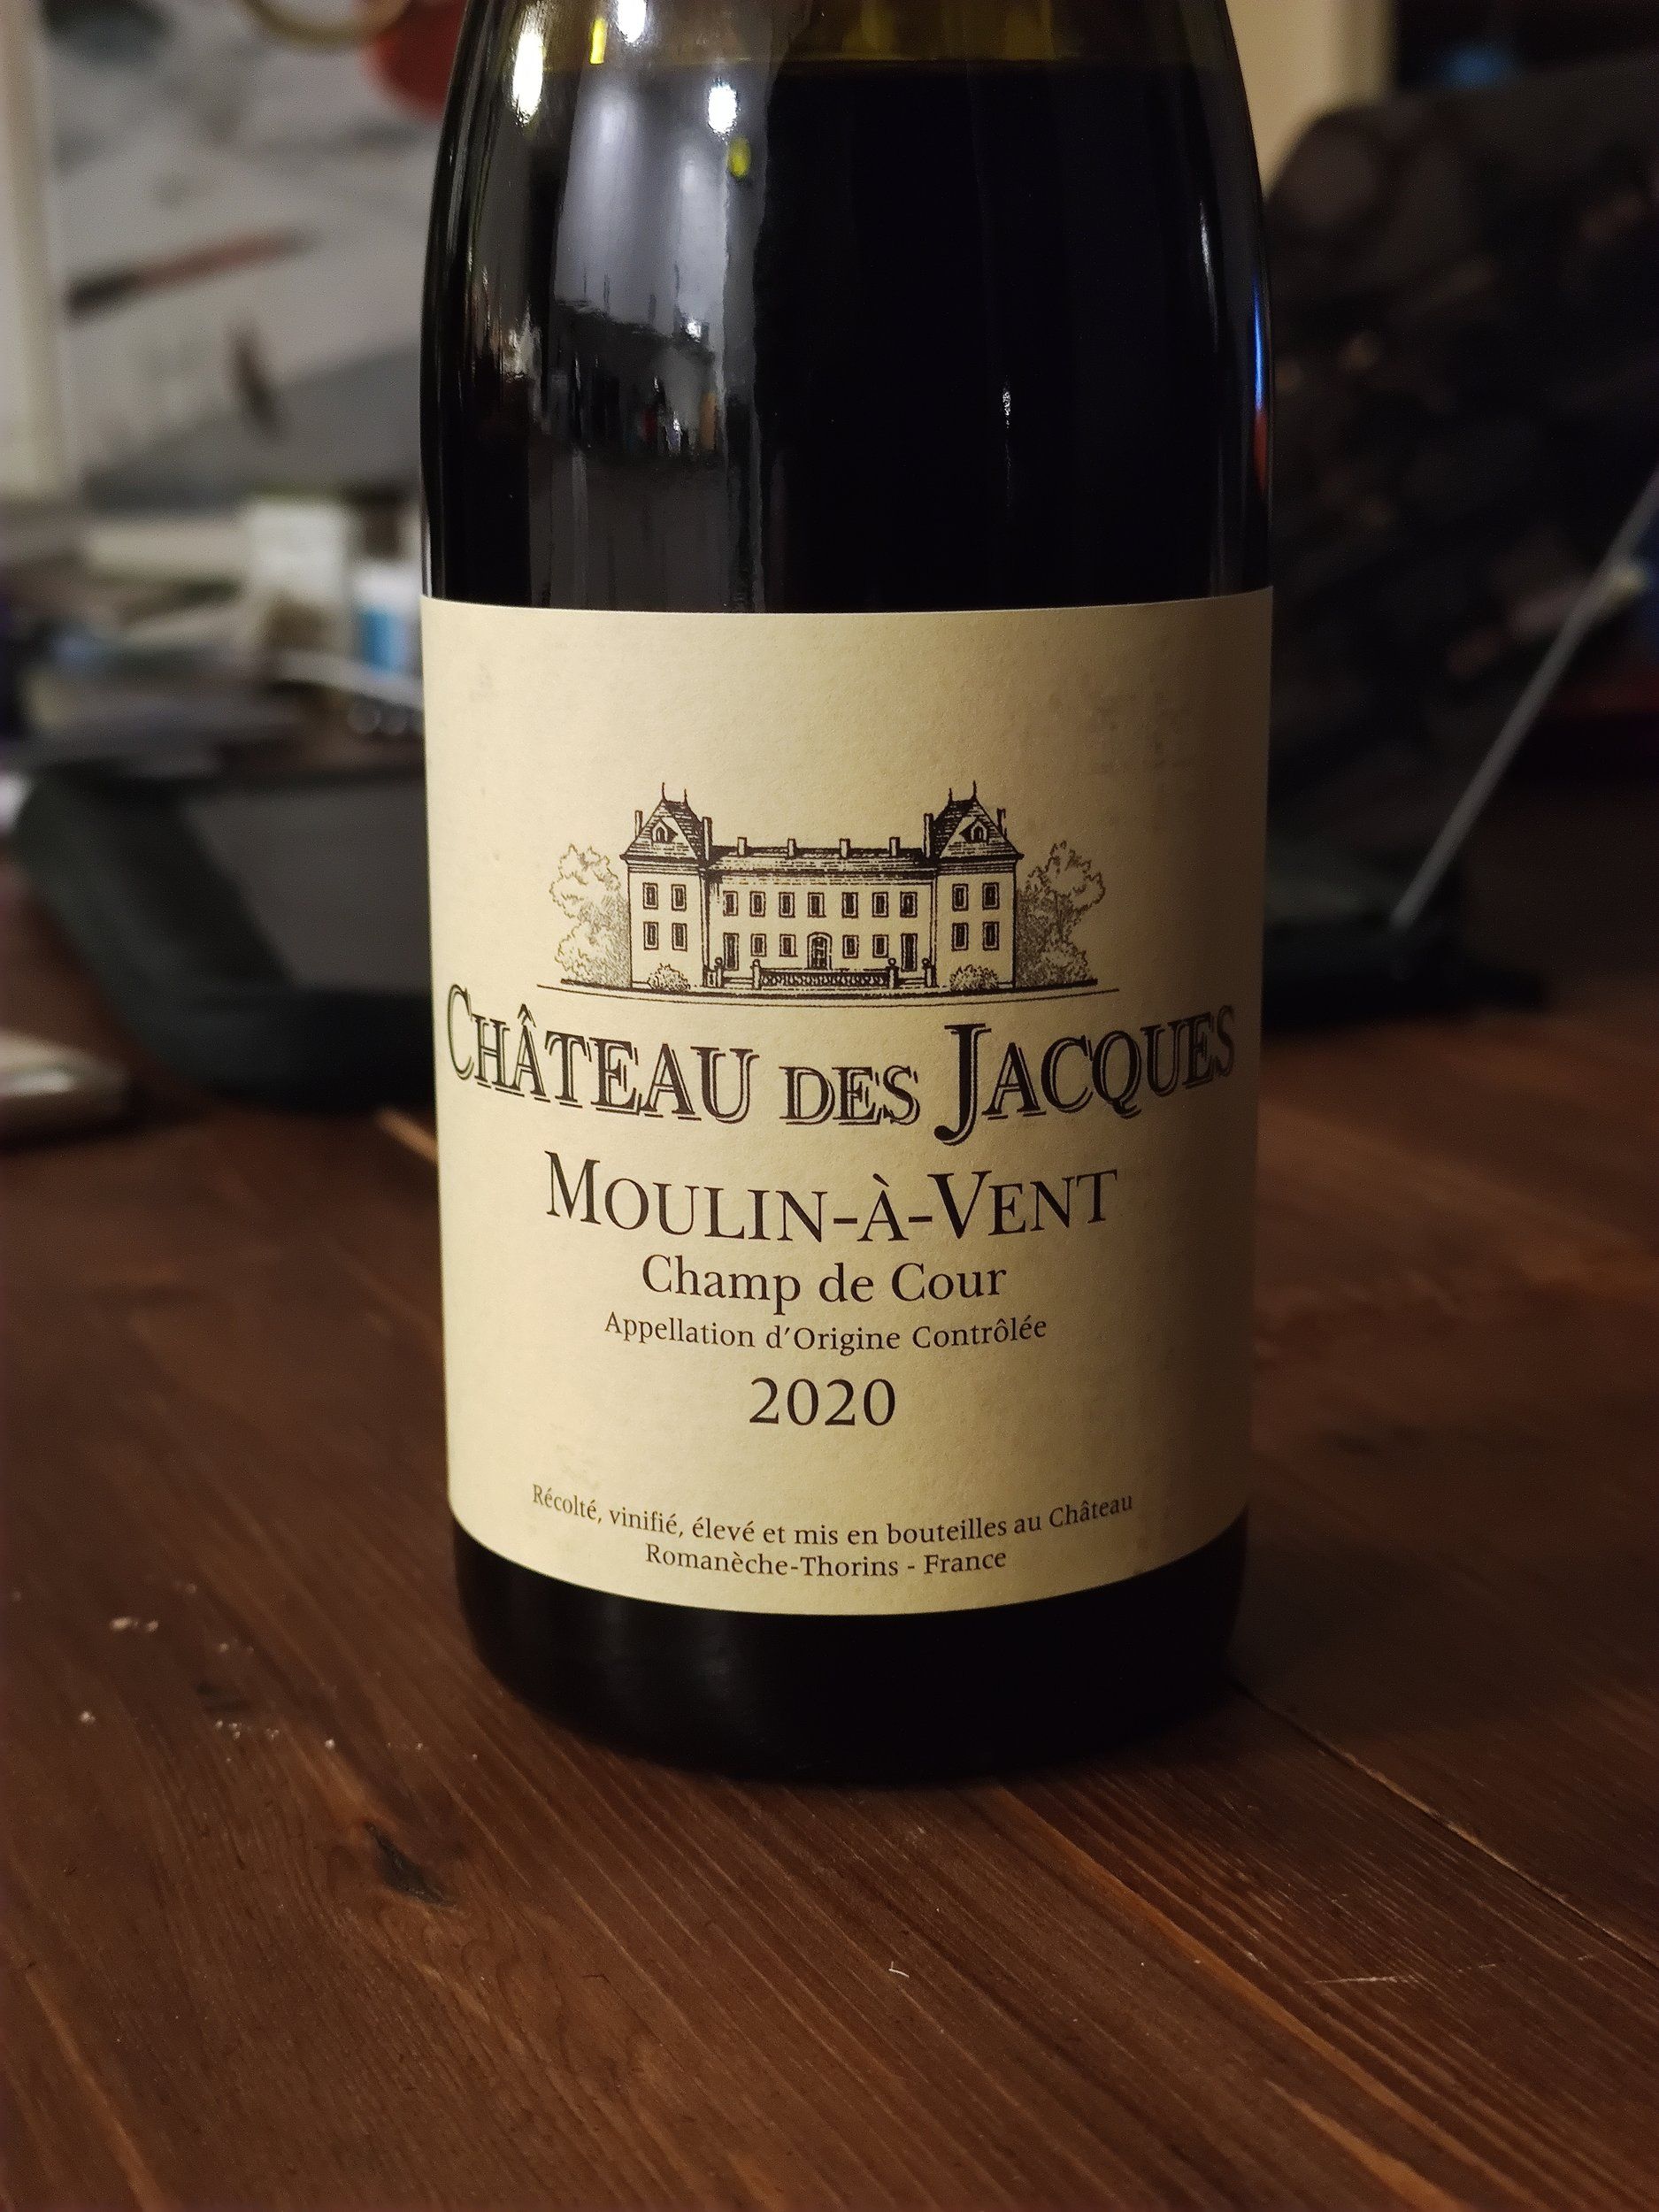 CHÂTEAU DES JACQUES
MOULIN-À-VENT
Champ de Cour
Appellation d'Origine Contrôlée
2020
Récolté, vinifié, élevé et mis en bouteilles au Château
Romanèche-Thorins - France